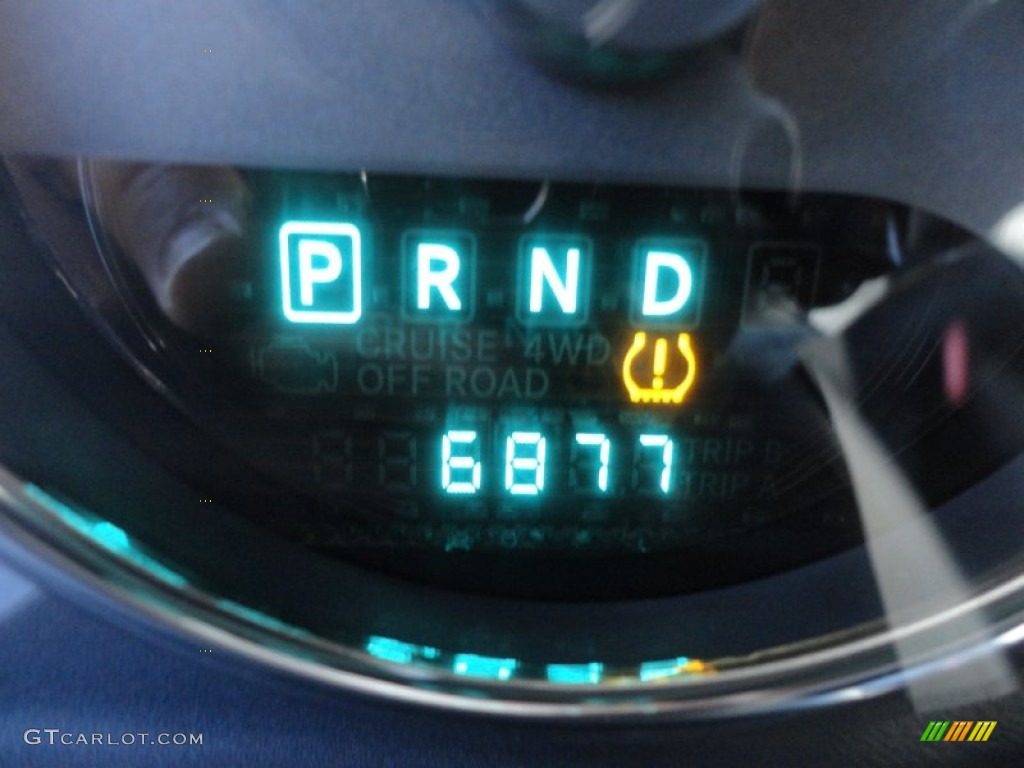 P R N D
CRUISE 4WD
OFF ROAD
6877
TRIP B
TRIP A
GTCARLOT.COM